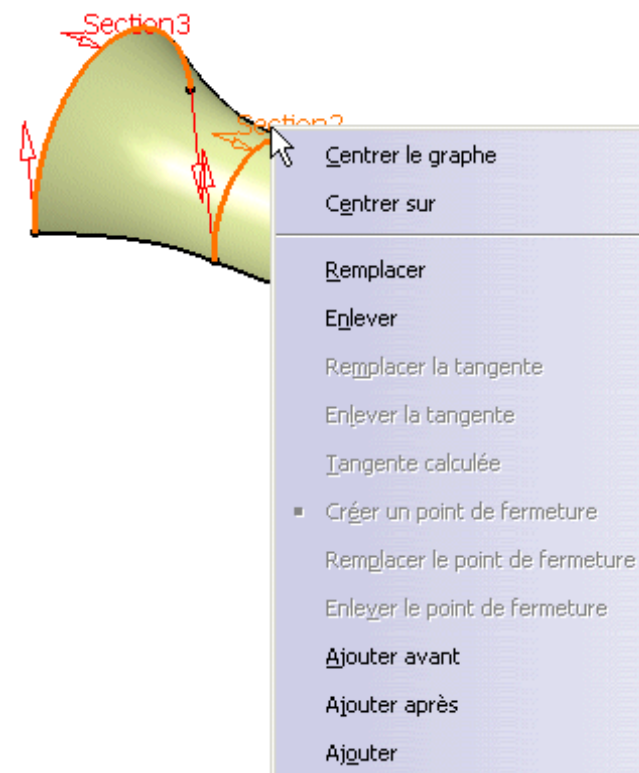 Section3
Section2
Centrer le graphe
Centrer sur
Remplacer
Enlever
Remplacer la tangente
Enlever la tangente
Tangente calculée
Créer un point de fermeture
Remplacer le point de fermeture
Enlever le point de fermeture
Ajouter avant
Ajouter après
Ajouter